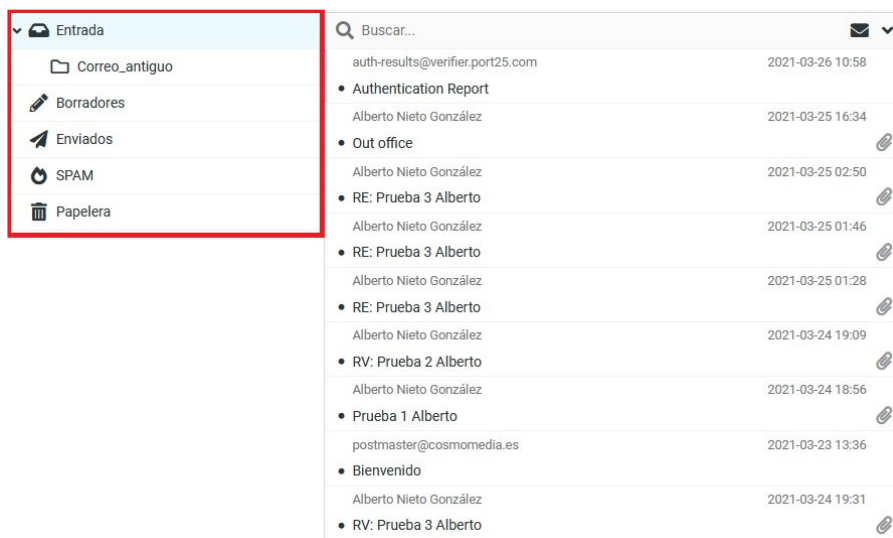 Entrada
Correo_antiguo
Borradores
Enviados
SPAM
Papelera
Buscar...
auth-results@verifier.port25.com 2021-03-26 10:58
• Authentication Report
Alberto Nieto González 2021-03-25 16:34
• Out office
Alberto Nieto González 2021-03-25 02:50
• RE: Prueba 3 Alberto
Alberto Nieto González 2021-03-25 01:46
• RE: Prueba 3 Alberto
Alberto Nieto González 2021-03-25 01:28
• RE: Prueba 3 Alberto
Alberto Nieto González 2021-03-24 19:09
• RV: Prueba 2 Alberto
Alberto Nieto González 2021-03-24 18:56
• Prueba 1 Alberto
postmaster@cosmomedia.es 2021-03-23 13:36
• Bienvenido
Alberto Nieto González 2021-03-24 19:31
• RV: Prueba 3 Alberto